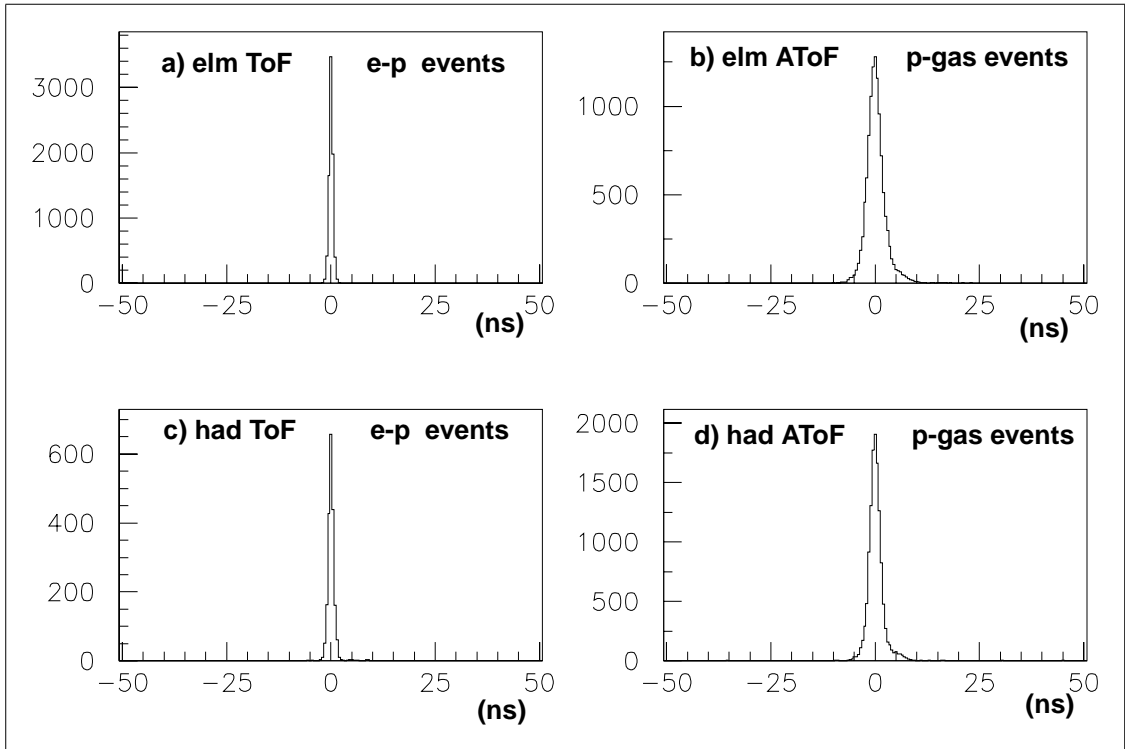 a) elm ToF e-p events
3000
2000
1000
0
−50 −25 0 25 50
(ns)
b) elm AToF p-gas events
1000
500
0
−50 −25 0 25 50
(ns)
c) had ToF e-p events
600
400
200
0
−50 −25 0 25 50
(ns)
d) had AToF p-gas events
2000
1500
1000
500
0
−50 −25 0 25 50
(ns)